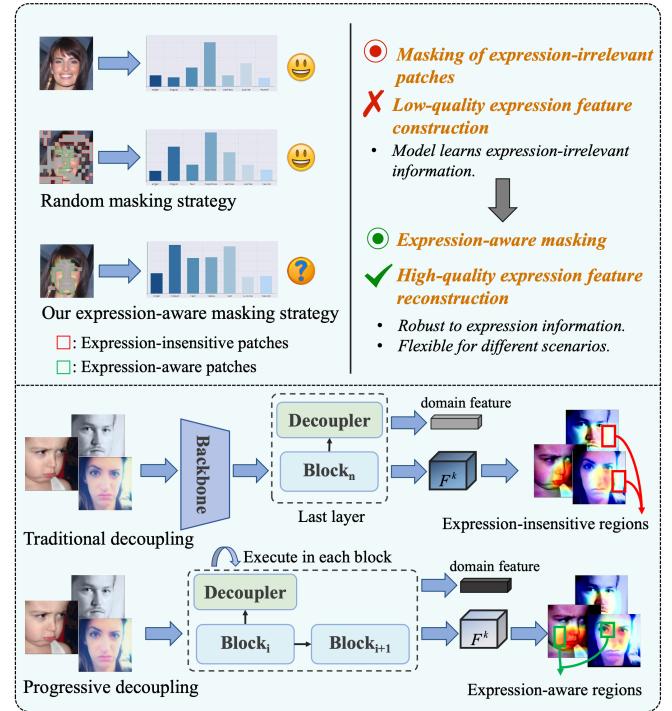 Masking of expression-irrelevant
patches
Low-quality expression feature
construction
• Model learns expression-irrelevant
information.
Random masking strategy
Expression-aware masking
High-quality expression feature
reconstruction
• Robust to expression information.
• Flexible for different scenarios.
?
Our expression-aware masking strategy
: Expression-insensitive patches
: Expression-aware patches
Backbone
Decoupler
Blockn
Last layer
domain feature
F^k
Expression-insensitive regions
Traditional decoupling
Execute in each block
Decoupler
Blocki
Blocki+1
domain feature
F^k
Expression-aware regions
Progressive decoupling